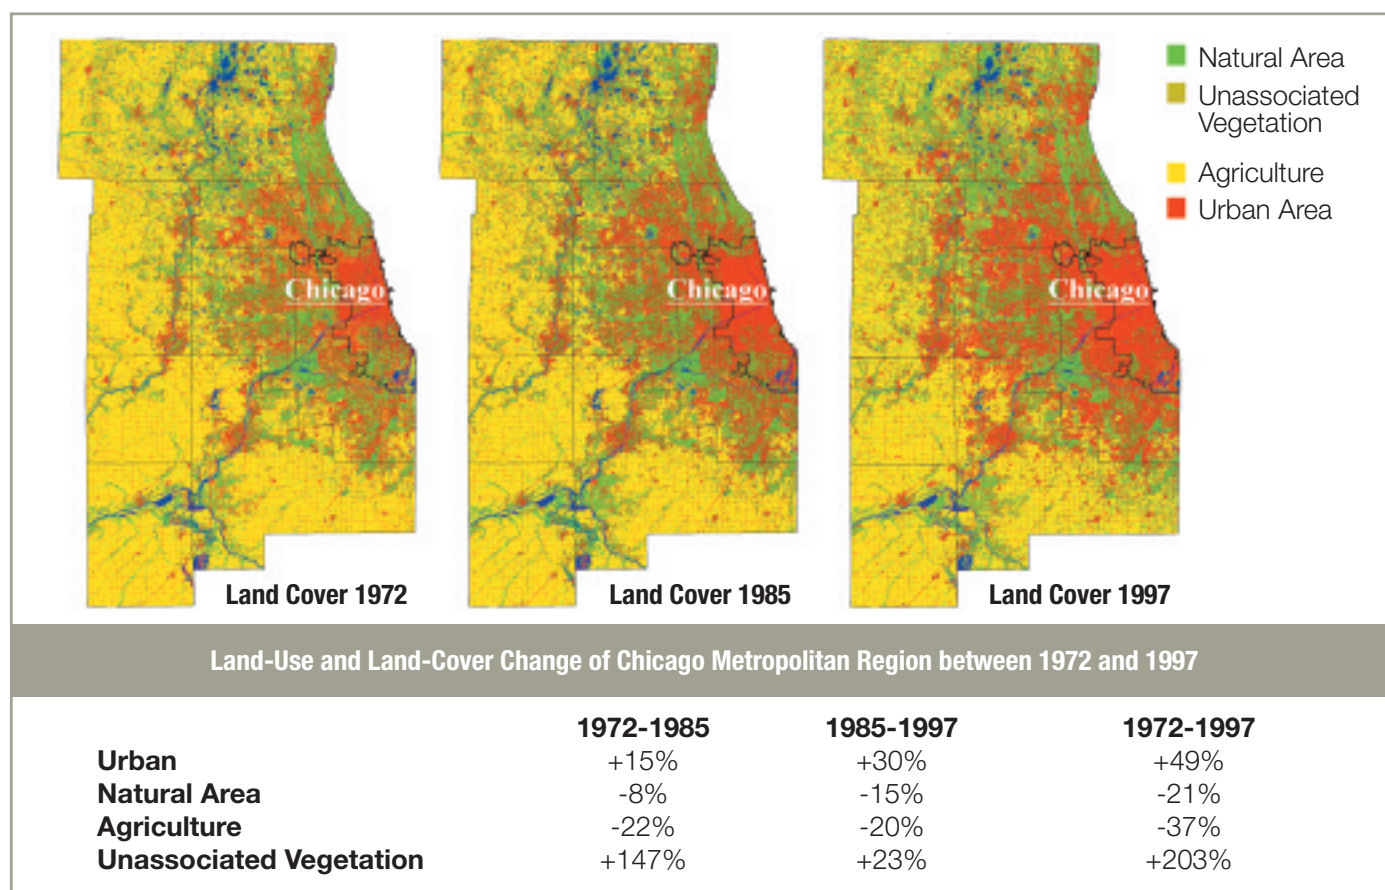 Natural Area
Unassociated
Vegetation
Agriculture
Urban Area
Chicago
Chicago
Chicago
Land Cover 1972
Land Cover 1985
Land Cover 1997
Land-Use and Land-Cover Change of Chicago Metropolitan Region between 1972 and 1997
1972-1985 1985-1997 1972-1997
Urban +15% +30% +49%
Natural Area -8% -15% -21%
Agriculture -22% -20% -37%
Unassociated Vegetation +147% +23% +203%